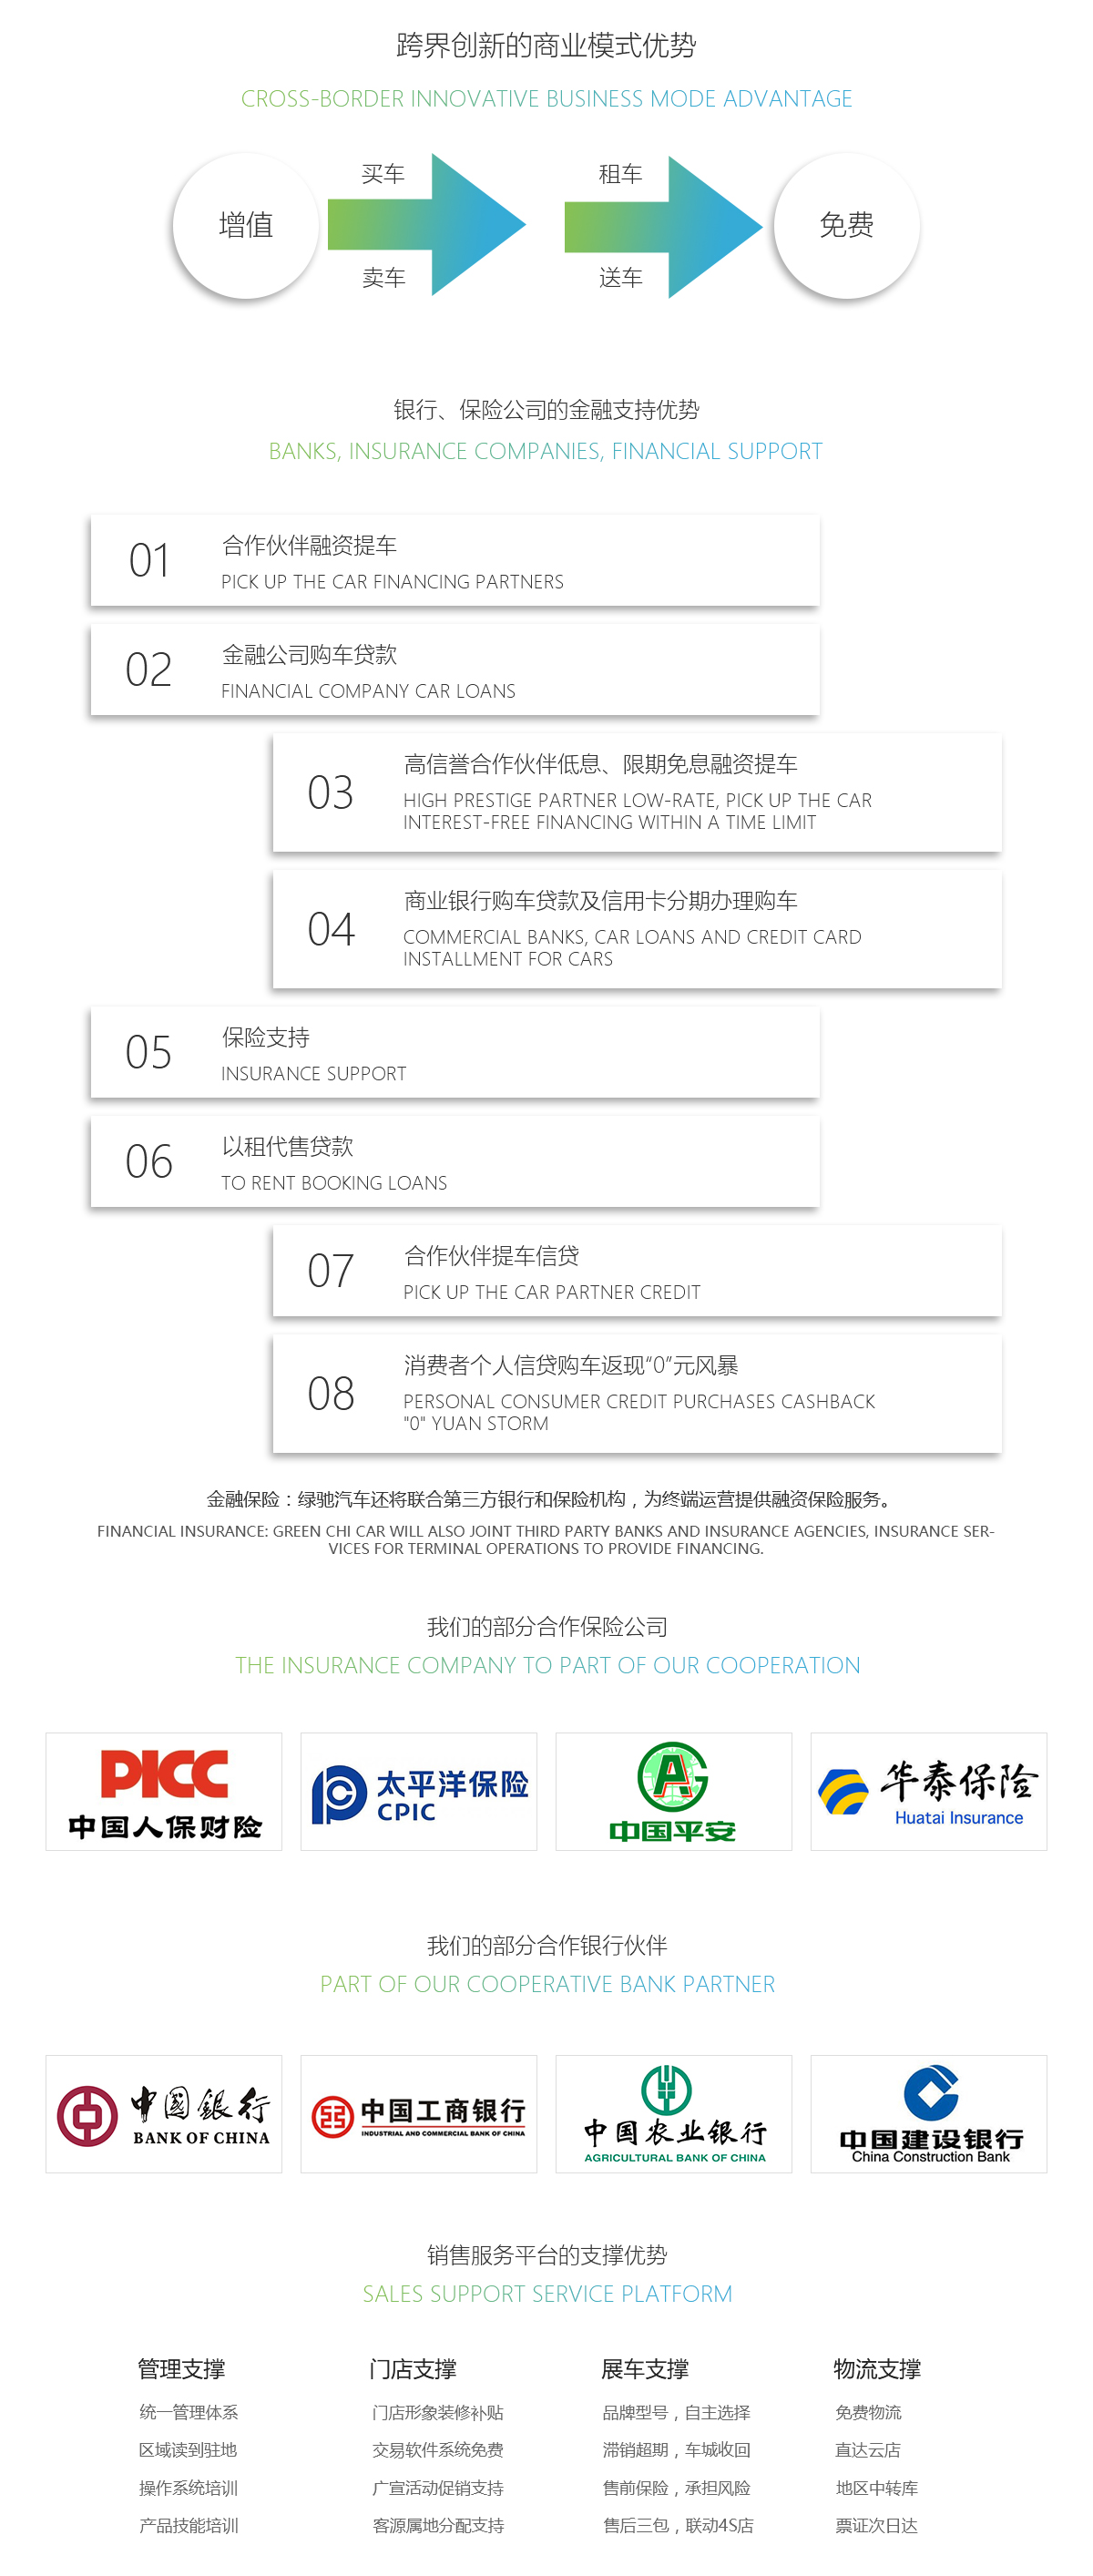 跨界创新的商业模式优势
CROSS-BORDER INNOVATIVE BUSINESS MODE ADVANTAGE
增值
买车
卖车
租车
送车
免费
银行、保险公司的金融支持优势
BANKS, INSURANCE COMPANIES, FINANCIAL SUPPORT
01
合作伙伴融资提车
PICK UP THE CAR FINANCING PARTNERS
02
金融公司购车贷款
FINANCIAL COMPANY CAR LOANS
03
高信誉合作伙伴低息、限期免息融资提车
HIGH PRESTIGE PARTNER LOW-RATE, PICK UP THE CAR
INTEREST-FREE FINANCING WITHIN A TIME LIMIT
04
商业银行购车贷款及信用卡分期办理购车
COMMERCIAL BANKS, CAR LOANS AND CREDIT CARD
INSTALLMENT FOR CARS
05
保险支持
INSURANCE SUPPORT
06
以租代售贷款
TO RENT BOOKING LOANS
07
合作伙伴提车信贷
PICK UP THE CAR PARTNER CREDIT
08
消费者个人信贷购车返现“0”元风暴
PERSONAL CONSUMER CREDIT PURCHASES CASHBACK
"0" YUAN STORM
金融保险：绿驰汽车还将联合第三方银行和保险机构，为终端运营提供融资保险服务。
FINANCIAL INSURANCE: GREEN CHI CAR WILL ALSO JOINT THIRD PARTY BANKS AND INSURANCE AGENCIES, INSURANCE SER-
VICES FOR TERMINAL OPERATIONS TO PROVIDE FINANCING.
我们的部分合作保险公司
THE INSURANCE COMPANY TO PART OF OUR COOPERATION
PICC
中国人保财险
太平洋保险
CPIC
中国平安
华泰保险
Huatai Insurance
我们的部分合作银行伙伴
PART OF OUR COOPERATIVE BANK PARTNER
中国銀行
BANK OF CHINA
中国工商银行
INDUSTRIAL AND COMMERCIAL BANK OF CHINA
中国农业银行
AGRICULTURAL BANK OF CHINA
中国建设银行
China Construction Bank
销售服务平台的支撑优势
SALES SUPPORT SERVICE PLATFORM
管理支撑
统一管理体系
区域读到驻地
操作系统培训
产品技能培训
门店支撑
门店形象装修补贴
交易软件系统免费
广宣活动促销支持
客源属地分配支持
展车支撑
品牌型号，自主选择
滞销超期，车城收回
售前保险，承担风险
售后三包，联动4S店
物流支撑
免费物流
直达云店
地区中转库
票证次日达